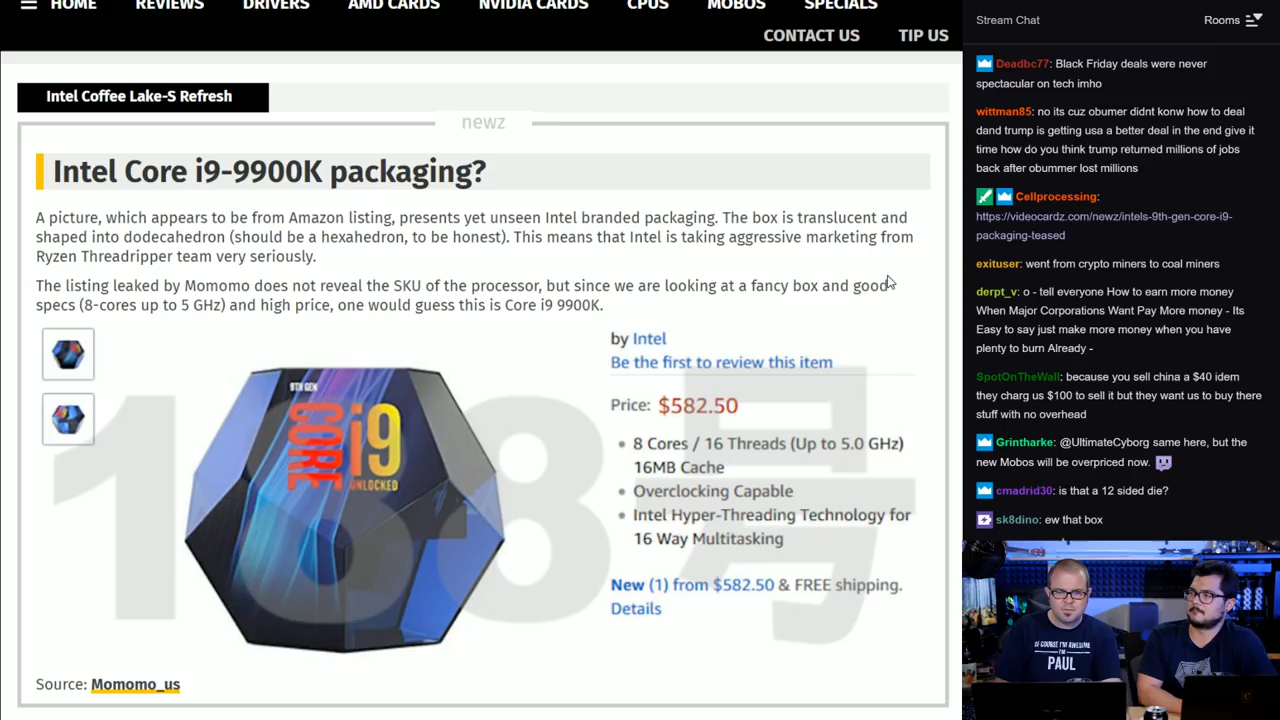 HOME
REVIEWS
DRIVERS
AMD CARDS
NVIDIA CARDS
CPUS
MOBOS
SPECIALS
CONTACT US
TIP US
Intel Coffee Lake-S Refresh
newz
Intel Core i9-9900K packaging?
A picture, which appears to be from Amazon listing, presents yet unseen Intel branded packaging. The box is translucent and
shaped into dodecahedron (should be a hexahedron, to be honest). This means that Intel is taking aggressive marketing from
Ryzen Threadripper team very seriously.
The listing leaked by Momomo does not reveal the SKU of the processor, but since we are looking at a fancy box and good
specs (8-cores up to 5 GHz) and high price, one would guess this is Core i9 9900K.
9TH GEN
CORE
i9
UNLOCKED
168号
by Intel
Be the first to review this item
Price: $582.50
8 Cores / 16 Threads (Up to 5.0 GHz)
16MB Cache
Overclocking Capable
Intel Hyper-Threading Technology for
16 Way Multitasking
New (1) from $582.50 & FREE shipping.
Details
Source: Momomo_us
Stream Chat
Rooms
Deadbc77: Black Friday deals were never
spectacular on tech imho
wittman85: no its cuz obumer didnt konw how to deal
dand trump is getting usa a better deal in the end give it
time how do you think trump returned millions of jobs
back after obummer lost millions
Cellprocessing:
https://videocardz.com/newz/intels-9th-gen-core-i9-
packaging-teased
exituser: went from crypto miners to coal miners
derpt_v: o - tell everyone How to earn more money
When Major Corporations Want Pay More money - Its
Easy to say just make more money when you have
plenty to burn Already -
SpotOnTheWall: because you sell china a $40 idem
they charg us $100 to sell it but they want us to buy there
stuff with no overhead
Grintharke: @UltimateCyborg same here, but the
new Mobos will be overpriced now.
cmadrid30: is that a 12 sided die?
sk8dino: ew that box
OF COURSE I'M AWESOME
I'M
PAUL